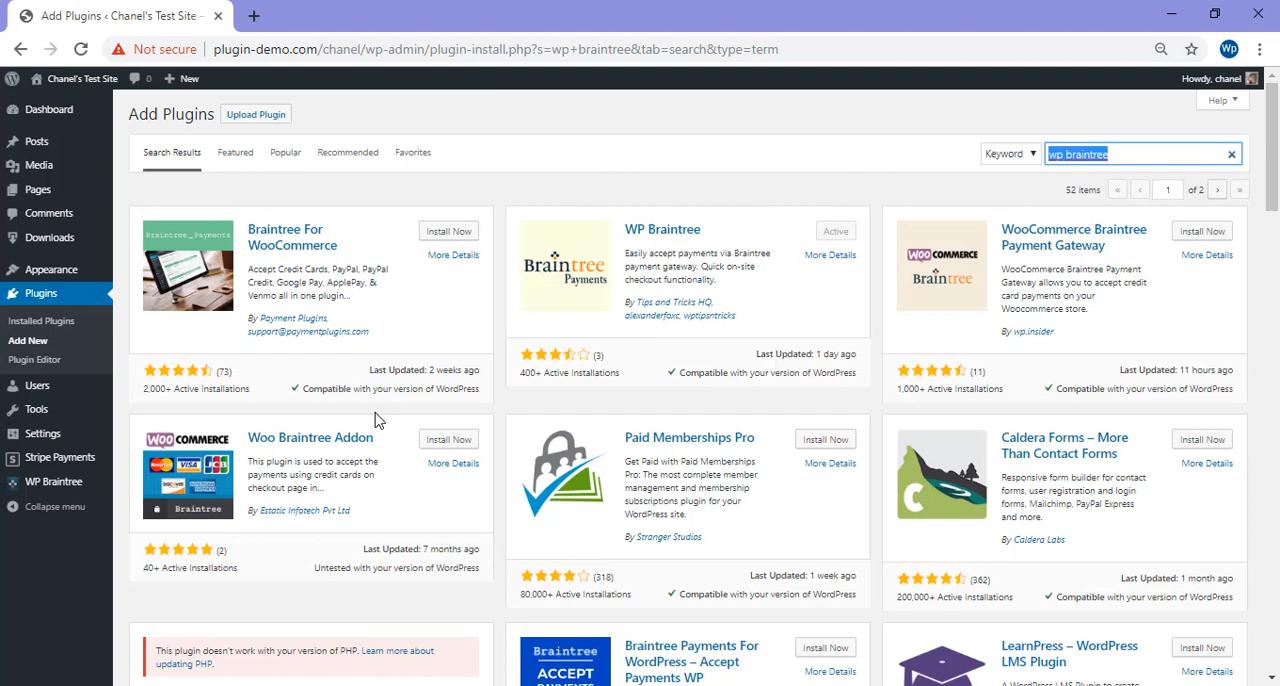 Add Plugins ‹ Chanel's Test Site –
Not secure
plugin-demo.com/chanel/wp-admin/plugin-install.php?s=wp+braintree&tab=search&type=term
Wp
Chanel's Test Site
0
New
Howdy, chanel
Dashboard
Posts
Media
Pages
Comments
Downloads
Appearance
Plugins
Installed Plugins
Add New
Plugin Editor
Users
Tools
Settings
Stripe Payments
WP Braintree
Collapse menu
Add Plugins
Upload Plugin
Help
Search Results
Featured
Popular
Recommended
Favorites
Keyword
wp braintree
52 items
«
‹
1
of 2
›
»
Braintree_Payments
Braintree For
WooCommerce
Install Now
More Details
Accept Credit Cards, PayPal, PayPal
Credit, Google Pay, ApplePay, &
Venmo all in one plugin...
By Payment Plugins,
support@paymentplugins.com
(73)
Last Updated: 2 weeks ago
2,000+ Active Installations
Compatible with your version of WordPress
Braintree
Payments
WP Braintree
Active
More Details
Easily accept payments via Braintree
payment gateway. Quick on-site
checkout functionality.
By Tips and Tricks HQ,
alexanderfoxc, wptipsntricks
(3)
Last Updated: 1 day ago
400+ Active Installations
Compatible with your version of WordPress
WOO COMMERCE
Braintree
WooCommerce Braintree
Payment Gateway
Install Now
More Details
WooCommerce Braintree Payment
Gateway allows you to accept credit
card payments on your
Woocommerce store.
By wp.insider
(11)
Last Updated: 11 hours ago
1,000+ Active Installations
Compatible with your version of WordPress
WOO COMMERCE
VISA
JCB
DISCOVER
Braintree
Woo Braintree Addon
Install Now
More Details
This plugin is used to accept the
payments using credit cards on
checkout page in...
By Estatic Infotech Pvt Ltd
(2)
Last Updated: 7 months ago
40+ Active Installations
Untested with your version of WordPress
Paid Memberships Pro
Install Now
More Details
Get Paid with Paid Memberships
Pro: The most complete member
management and membership
subscriptions plugin for your
WordPress site.
By Stranger Studios
(318)
Last Updated: 1 week ago
80,000+ Active Installations
Compatible with your version of WordPress
C
Caldera Forms – More
Than Contact Forms
Install Now
More Details
Responsive form builder for contact
forms, user registration and login
forms, Mailchimp, PayPal Express
and more.
By Caldera Labs
(362)
Last Updated: 1 month ago
200,000+ Active Installations
Compatible with your version of WordPress
This plugin doesn't work with your version of PHP. Learn more about
updating PHP.
Braintree
ACCEPT
Braintree Payments For
WordPress – Accept
Payments WP
Install Now
More Details
LearnPress – WordPress
LMS Plugin
Install Now
More Details